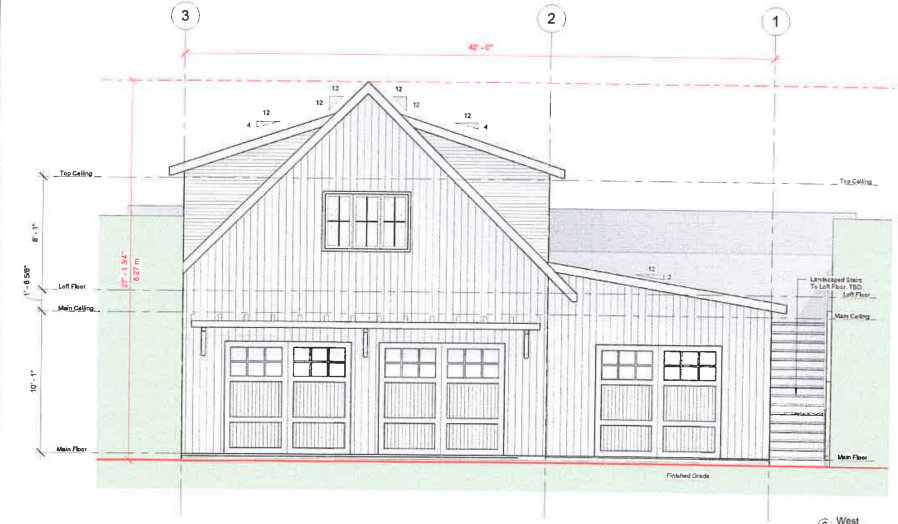 3
2
1
42' - 0"
12
12
12
12
12
4
12
4
Top Ceiling
Top Ceiling
8' - 1"
27' - 1 3/4"
8.27 m
12
2
Landscaped Stairs
To Loft Floor, TBD
1' - 6 5/8"
Loft Floor
Loft Floor
Main Ceiling
Main Ceiling
10' - 1"
Main Floor
Main Floor
Finished Grade
West